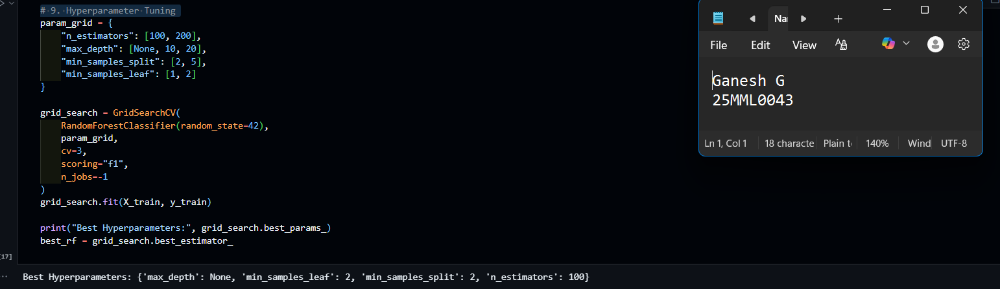 # 9. Hyperparameter Tuning
param_grid = {
    "n_estimators": [100, 200],
    "max_depth": [None, 10, 20],
    "min_samples_split": [2, 5],
    "min_samples_leaf": [1, 2]
}
grid_search = GridSearchCV(
    RandomForestClassifier(random_state=42),
    param_grid,
    cv=3,
    scoring="f1",
    n_jobs=-1
)
grid_search.fit(X_train, y_train)
print("Best Hyperparameters:", grid_search.best_params_)
best_rf = grid_search.best_estimator_
[17]
Best Hyperparameters: {'max_depth': None, 'min_samples_leaf': 2, 'min_samples_split': 2, 'n_estimators': 100}
File Edit View
Ganesh G
25MML0043
Ln 1, Col 1 18 characte Plain t 140% Wind UTF-8